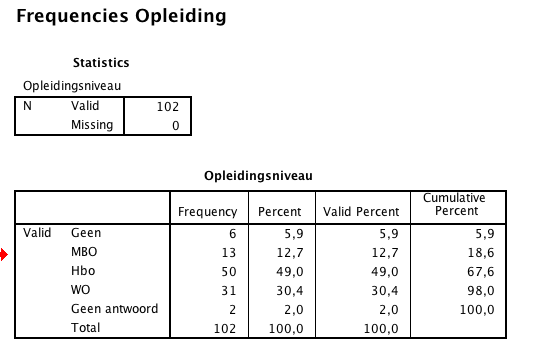 Frequencies Opleiding
Statistics
Opleidingsniveau
N Valid 102
Missing 0
Opleidingsniveau
Frequency Percent Valid Percent Cumulative Percent
Valid Geen 6 5,9 5,9 5,9
MBO 13 12,7 12,7 18,6
Hbo 50 49,0 49,0 67,6
WO 31 30,4 30,4 98,0
Geen antwoord 2 2,0 2,0 100,0
Total 102 100,0 100,0